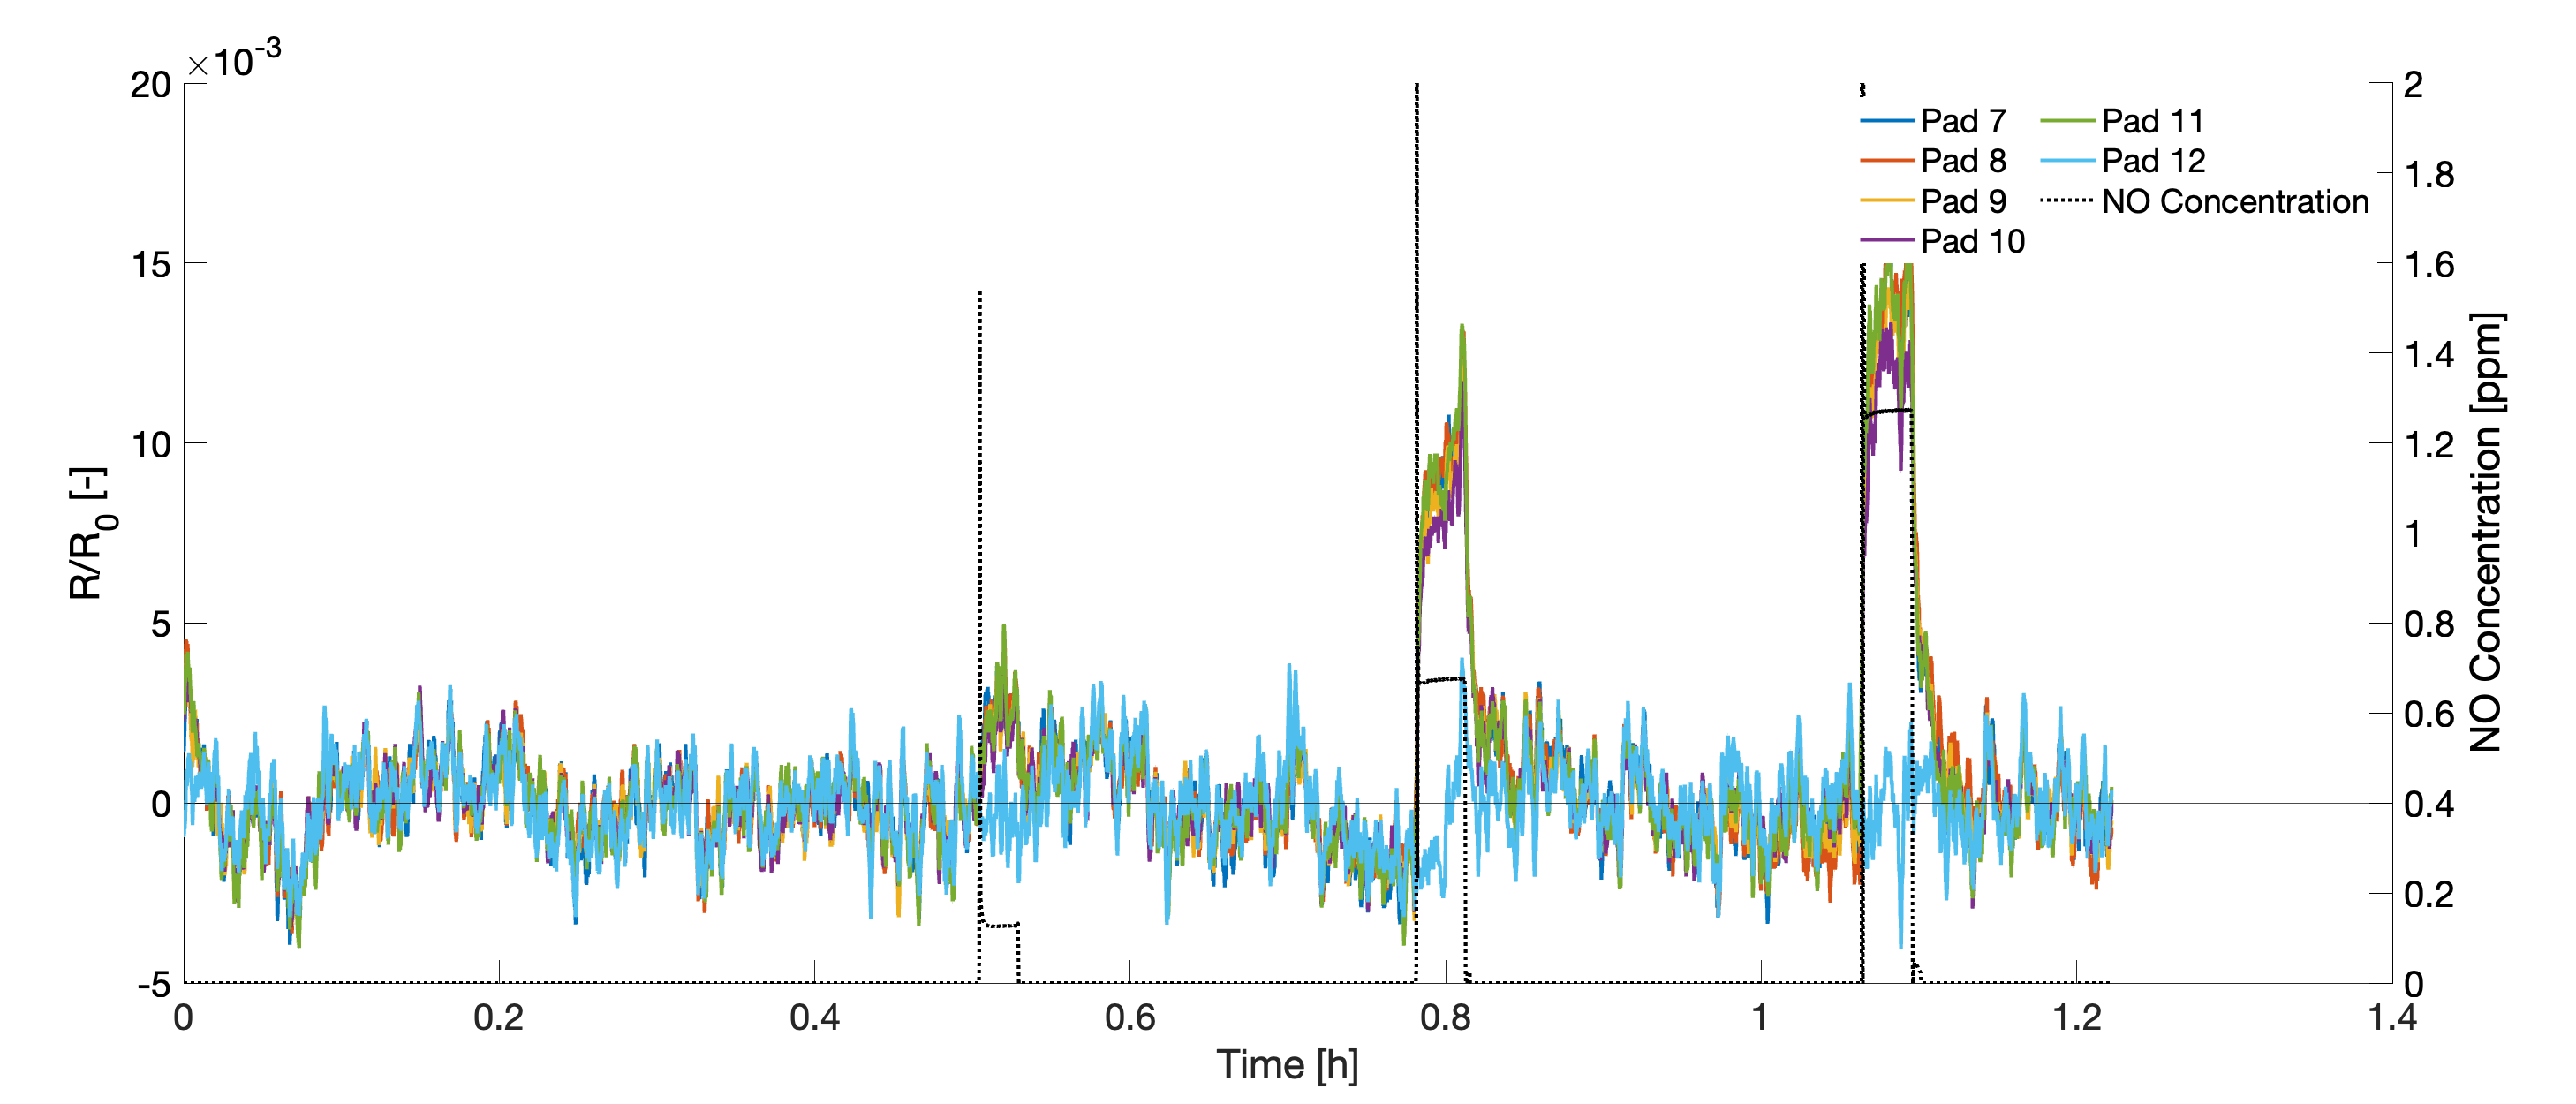 ×10⁻³
20
15
10
5
0
-5
R/R₀ [-]
0 0.2 0.4 0.6 0.8 1 1.2 1.4
Time [h]
2
1.8
1.6
1.4
1.2
1
0.8
0.6
0.4
0.2
0
NO Concentration [ppm]
Pad 7 Pad 11
Pad 8 Pad 12
Pad 9 NO Concentration
Pad 10